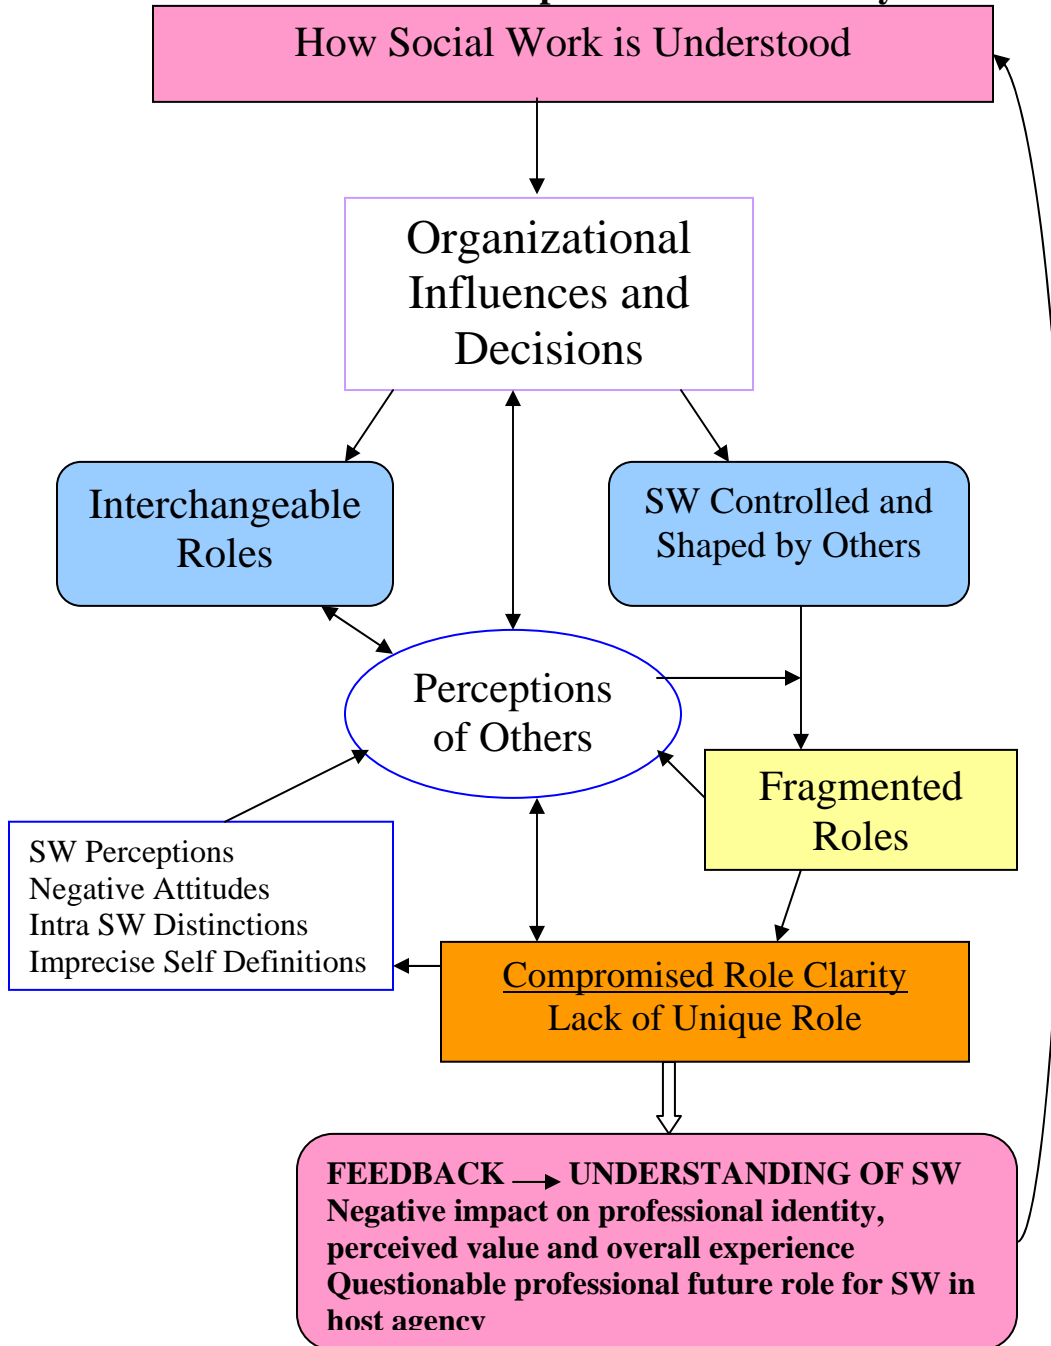 How Social Work is Understood
Organizational
Influences and
Decisions
Interchangeable
Roles
SW Controlled and
Shaped by Others
Perceptions
of Others
Fragmented
Roles
SW Perceptions
Negative Attitudes
Intra SW Distinctions
Imprecise Self Definitions
Compromised Role Clarity
Lack of Unique Role
FEEDBACK → UNDERSTANDING OF SW
Negative impact on professional identity,
perceived value and overall experience
Questionable professional future role for SW in
host agency